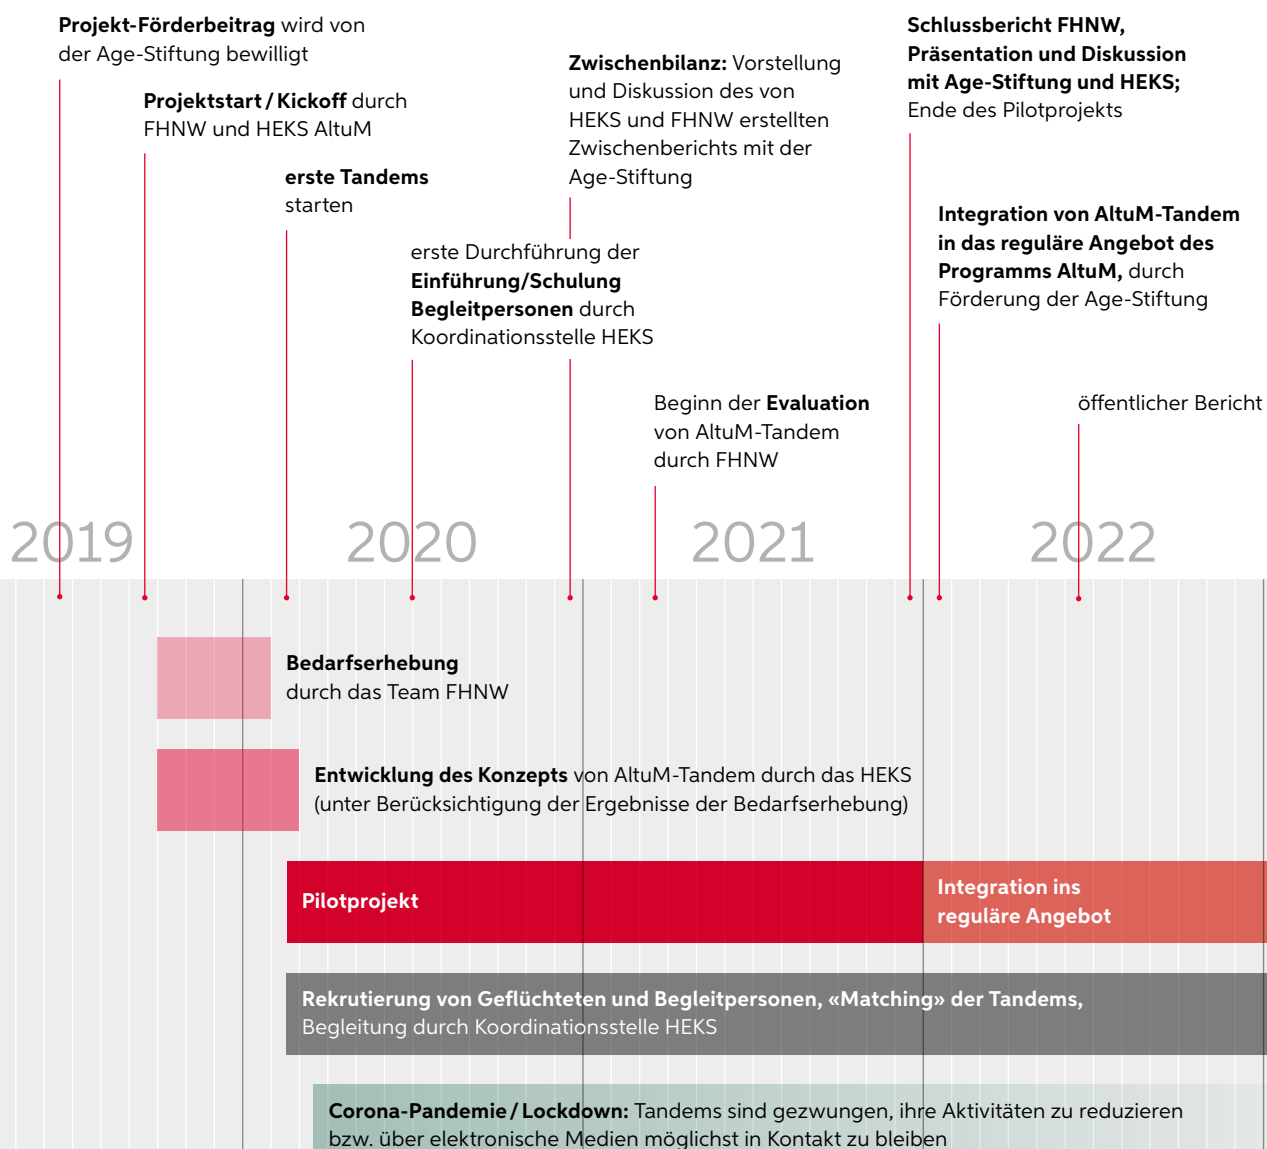 Projekt-Förderbeitrag wird von
der Age-Stiftung bewilligt
Projektstart / Kickoff durch
FHNW und HEKS AltuM
erste Tandems
starten
erste Durchführung der
Einführung/Schulung
Begleitpersonen durch
Koordinationsstelle HEKS
Zwischenbilanz: Vorstellung
und Diskussion des von
HEKS und FHNW erstellten
Zwischenberichts mit der
Age-Stiftung
Beginn der Evaluation
von AltuM-Tandem
durch FHNW
Schlussbericht FHNW,
Präsentation und Diskussion
mit Age-Stiftung und HEKS;
Ende des Pilotprojekts
Integration von AltuM-Tandem
in das reguläre Angebot des
Programms AltuM, durch
Förderung der Age-Stiftung
öffentlicher Bericht
2019 2020 2021 2022
Bedarfserhebung
durch das Team FHNW
Entwicklung des Konzepts von AltuM-Tandem durch das HEKS
(unter Berücksichtigung der Ergebnisse der Bedarfserhebung)
Pilotprojekt
Integration ins
reguläre Angebot
Rekrutierung von Geflüchteten und Begleitpersonen, «Matching» der Tandems,
Begleitung durch Koordinationsstelle HEKS
Corona-Pandemie / Lockdown: Tandems sind gezwungen, ihre Aktivitäten zu reduzieren
bzw. über elektronische Medien möglichst in Kontakt zu bleiben